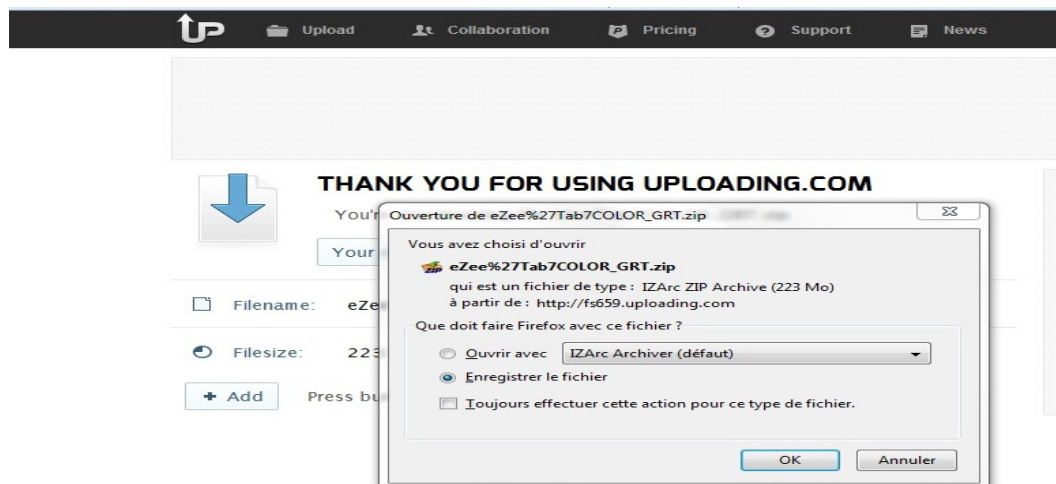 UP Upload Collaboration Pricing Support News
THANK YOU FOR USING UPLOADING.COM
You'r
Your
Filename: eZe
Filesize: 223
+ Add Press bu
Ouverture de eZee%27Tab7COLOR_GRT.zip
Vous avez choisi d'ouvrir
eZee%27Tab7COLOR_GRT.zip
qui est un fichier de type : IZArc ZIP Archive (223 Mo)
à partir de : http://fs659.uploading.com
Que doit faire Firefox avec ce fichier ?
Ouvrir avec IZArc Archiver (défaut)
Enregistrer le fichier
Toujours effectuer cette action pour ce type de fichier.
OK Annuler